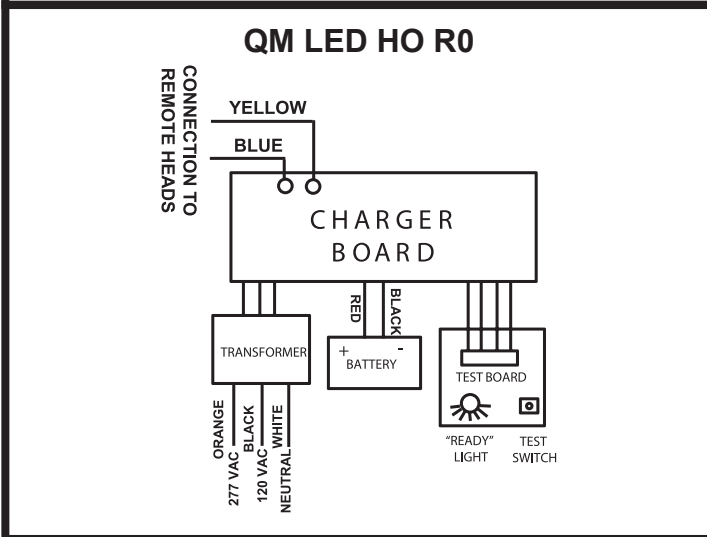 QM LED HO R0
CONNECTION TO
REMOTE HEADS
YELLOW
BLUE
CHARGER
BOARD
RED
BLACK
TRANSFORMER
+ -
BATTERY
TEST BOARD
ORANGE
277 VAC
BLACK
120 VAC
WHITE
NEUTRAL
“READY”
LIGHT
TEST
SWITCH